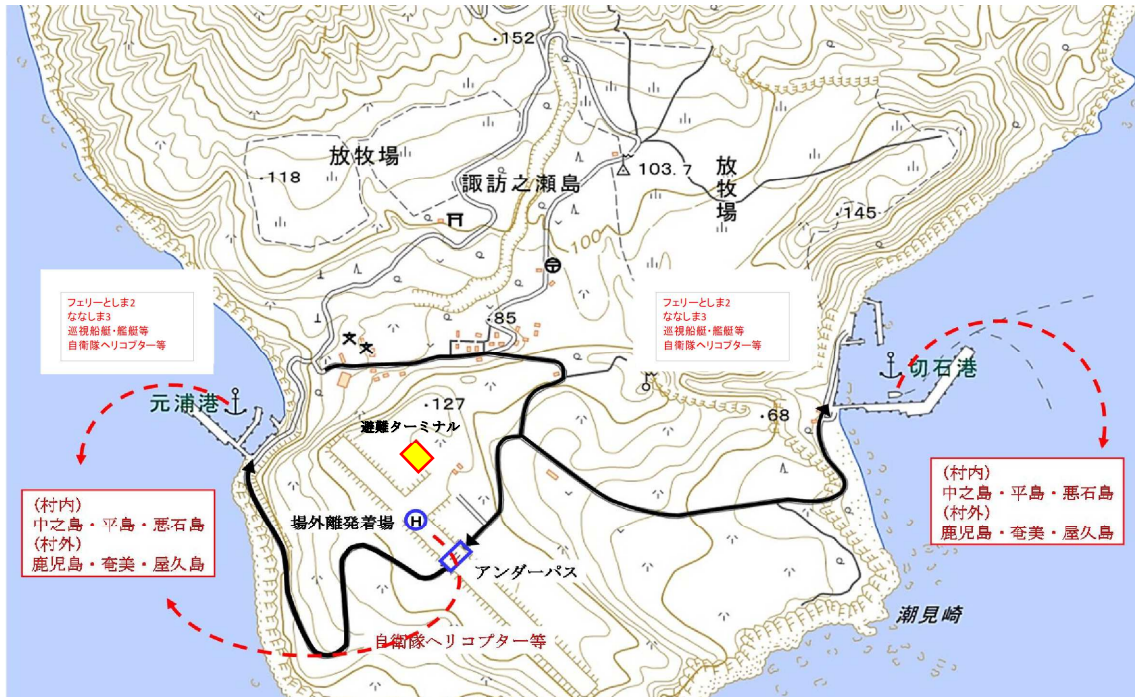 ・152
放牧場
・118
諏訪之瀬島
103.7
放牧場
・145
100
フェリーとしま2
ななしま3
巡視船艇・艦艇等
自衛隊ヘリコプター等
フェリーとしま2
ななしま3
巡視船艇・艦艇等
自衛隊ヘリコプター等
・85
切石港
元浦港
・127
・68
避難ターミナル
(村内)
中之島・平島・悪石島
(村外)
鹿児島・奄美・屋久島
(村内)
中之島・平島・悪石島
(村外)
鹿児島・奄美・屋久島
場外離発着場
H
アンダーパス
潮見崎
自衛隊ヘリコプター等